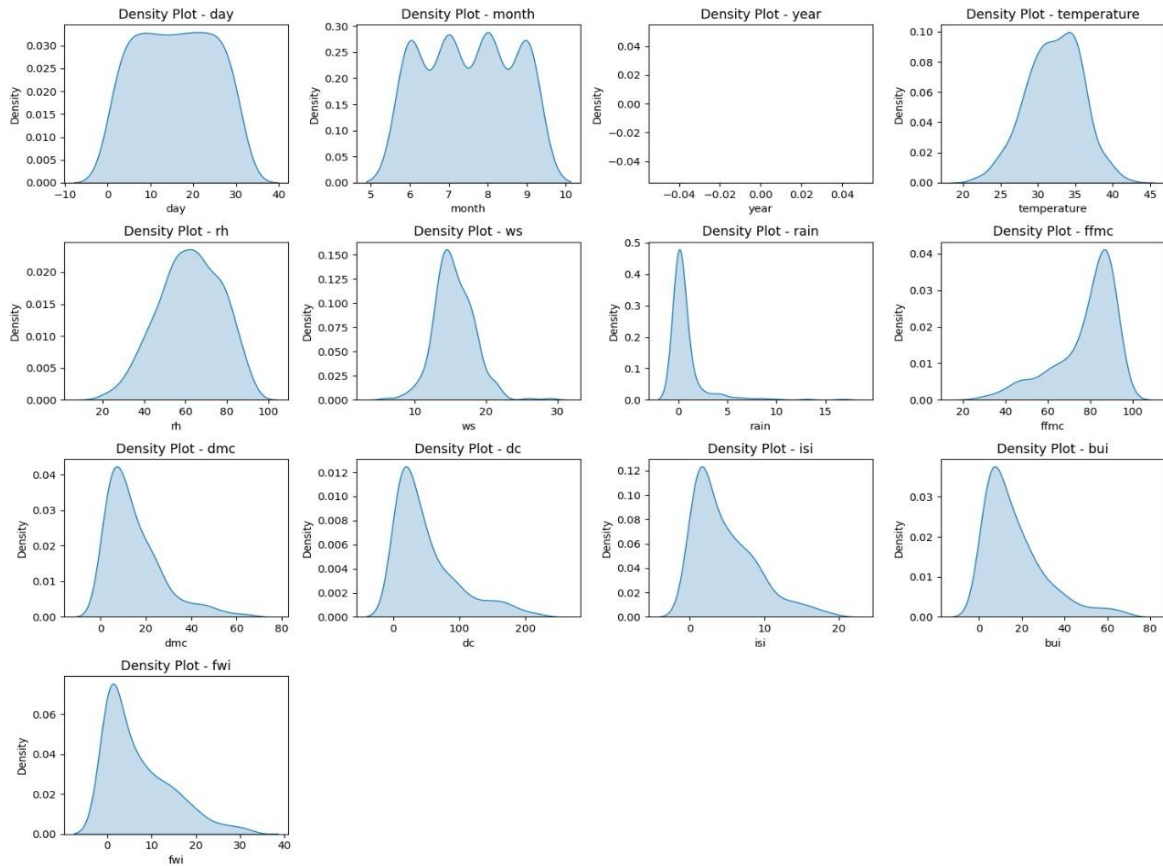 Density Plot - day
0.030
0.025
0.020
0.015
0.010
0.005
0.000
Density
−10 0 10 20 30 40
day
Density Plot - month
0.30
0.25
0.20
0.15
0.10
0.05
0.00
Density
5 6 7 8 9 10
month
Density Plot - year
0.04
0.02
0.00
−0.02
−0.04
Density
−0.04 −0.02 0.00 0.02 0.04
year
Density Plot - temperature
0.10
0.08
0.06
0.04
0.02
0.00
Density
20 25 30 35 40 45
temperature
Density Plot - rh
0.020
0.015
0.010
0.005
0.000
Density
20 40 60 80 100
rh
Density Plot - ws
0.150
0.125
0.100
0.075
0.050
0.025
0.000
Density
10 20 30
ws
Density Plot - rain
0.5
0.4
0.3
0.2
0.1
0.0
Density
0 5 10 15
rain
Density Plot - ffmc
0.04
0.03
0.02
0.01
0.00
Density
20 40 60 80 100
ffmc
Density Plot - dmc
0.04
0.03
0.02
0.01
0.00
Density
0 20 40 60 80
dmc
Density Plot - dc
0.012
0.010
0.008
0.006
0.004
0.002
0.000
Density
0 100 200
dc
Density Plot - isi
0.12
0.10
0.08
0.06
0.04
0.02
0.00
Density
0 10 20
isi
Density Plot - bui
0.03
0.02
0.01
0.00
Density
0 20 40 60 80
bui
Density Plot - fwi
0.06
0.04
0.02
0.00
Density
0 10 20 30 40
fwi